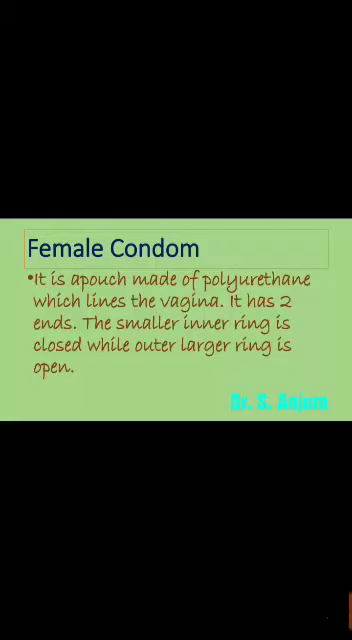 Female Condom
•It is apouch made of polyurethane
which lines the vagina. It has 2
ends. The smaller inner ring is
closed while outer larger ring is
open.
Dr. S. Anjum